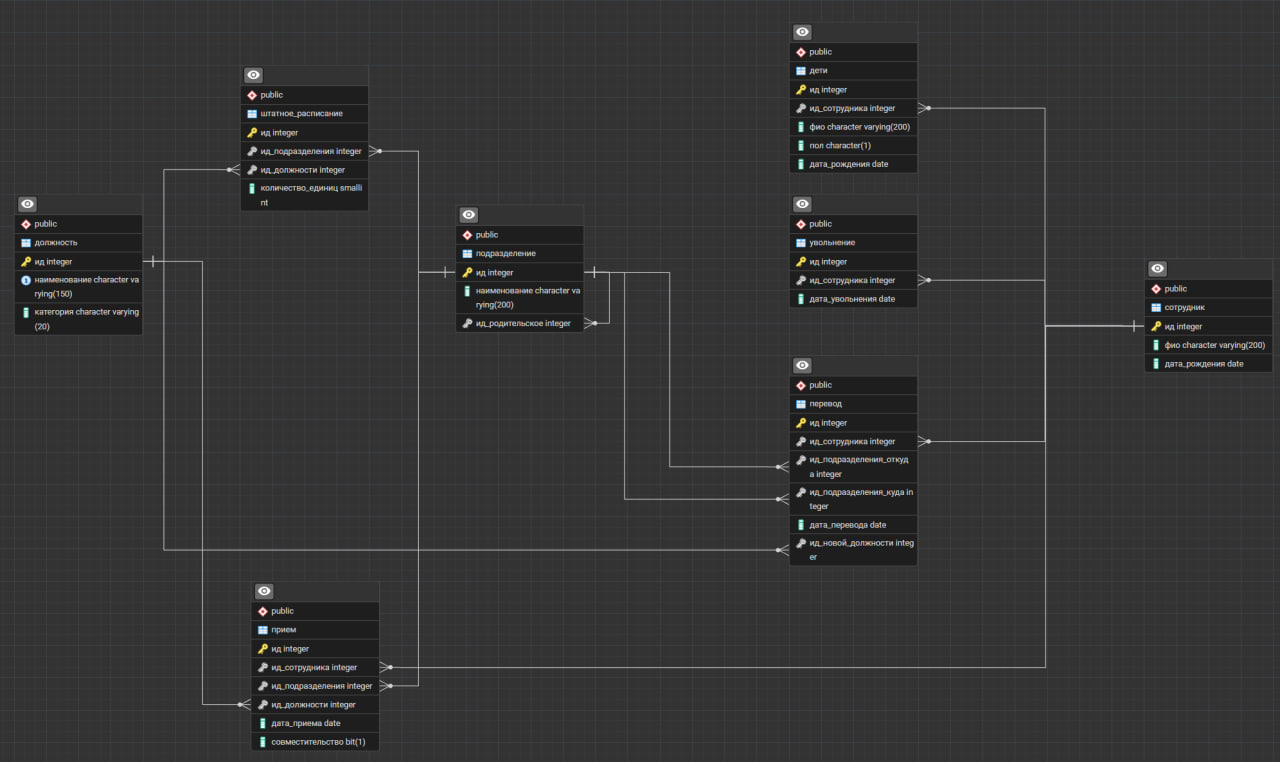 public
дети
ид integer
ид_сотрудника integer
фио character varying(200)
пол character(1)
дата_рождения date
public
штатное_расписание
ид integer
ид_подразделения integer
ид_должности integer
количество_единиц smalli
nt
public
должность
ид integer
наименование character va
rying(150)
категория character varying
(20)
public
подразделение
ид integer
наименование character va
rying(200)
ид_родительское integer
public
увольнение
ид integer
ид_сотрудника integer
дата_увольнения date
public
сотрудник
ид integer
фио character varying(200)
дата_рождения date
public
перевод
ид integer
ид_сотрудника integer
ид_подразделения_откуд
а integer
ид_подразделения_куда in
teger
дата_перевода date
ид_новой_должности integ
er
public
прием
ид integer
ид_сотрудника integer
ид_подразделения integer
ид_должности integer
дата_приема date
совместительство bit(1)